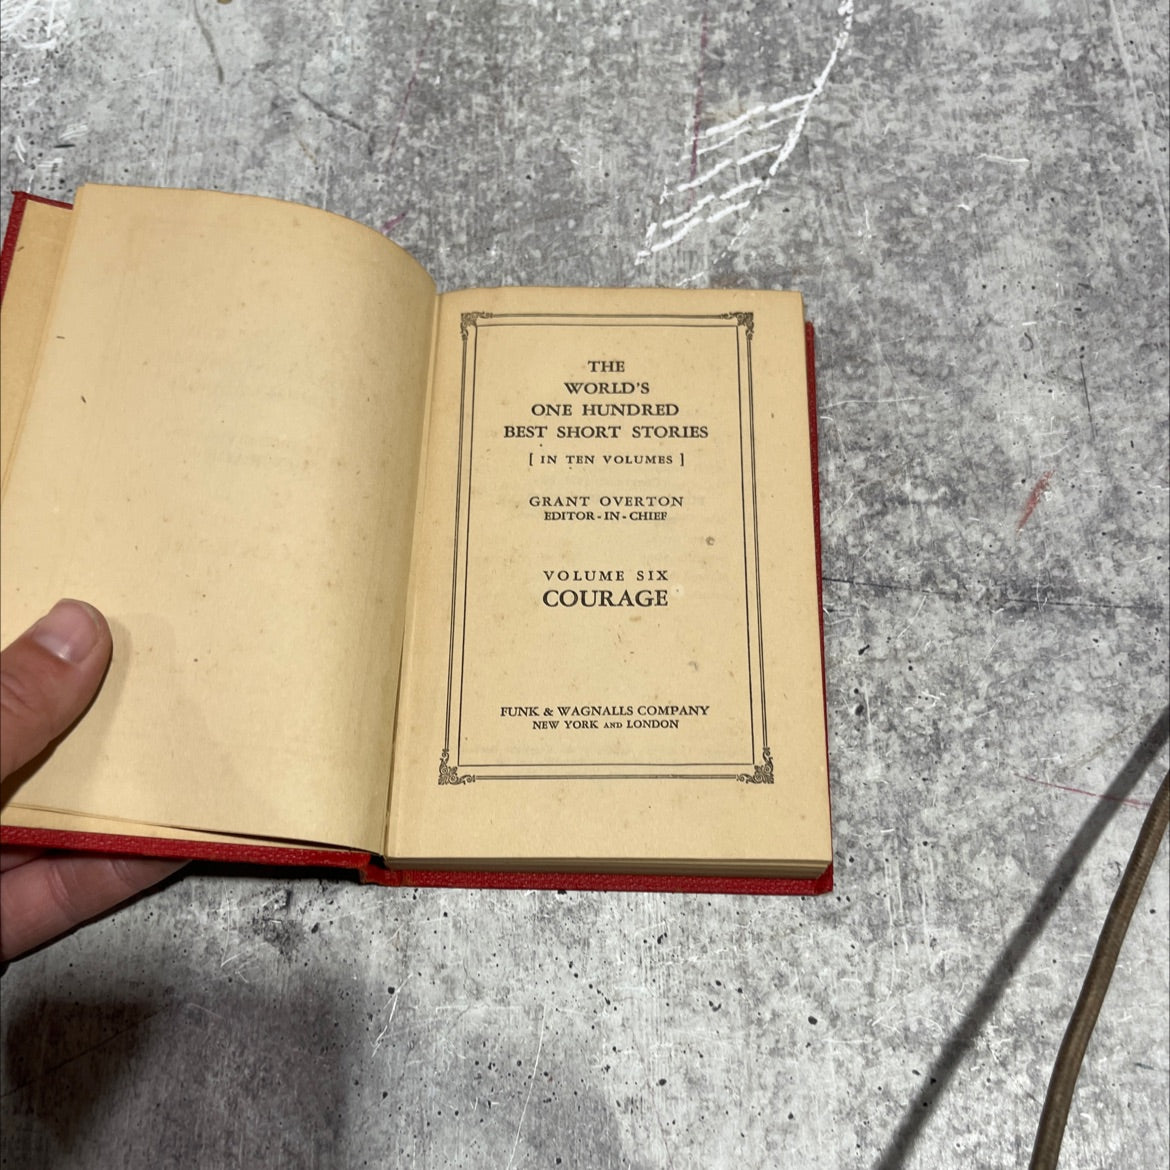 THE
WORLD'S
ONE HUNDRED
BEST SHORT STORIES
[ IN TEN VOLUMES ]
GRANT OVERTON
EDITOR-IN-CHIEF
VOLUME SIX
COURAGE
FUNK & WAGNALLS COMPANY
NEW YORK AND LONDON